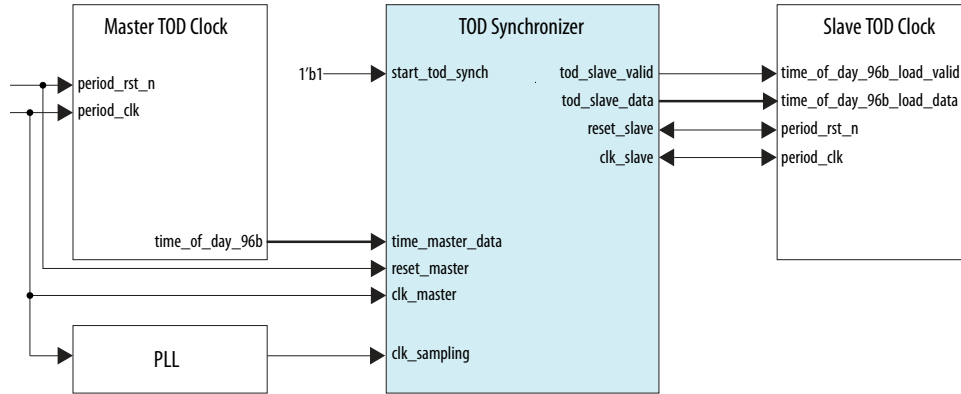 Master TOD Clock
period_rst_n
period_clk
time_of_day_96b
PLL
1'b1
TOD Synchronizer
start_tod_synch
tod_slave_valid
tod_slave_data
reset_slave
clk_slave
time_master_data
reset_master
clk_master
clk_sampling
Slave TOD Clock
time_of_day_96b_load_valid
time_of_day_96b_load_data
period_rst_n
period_clk